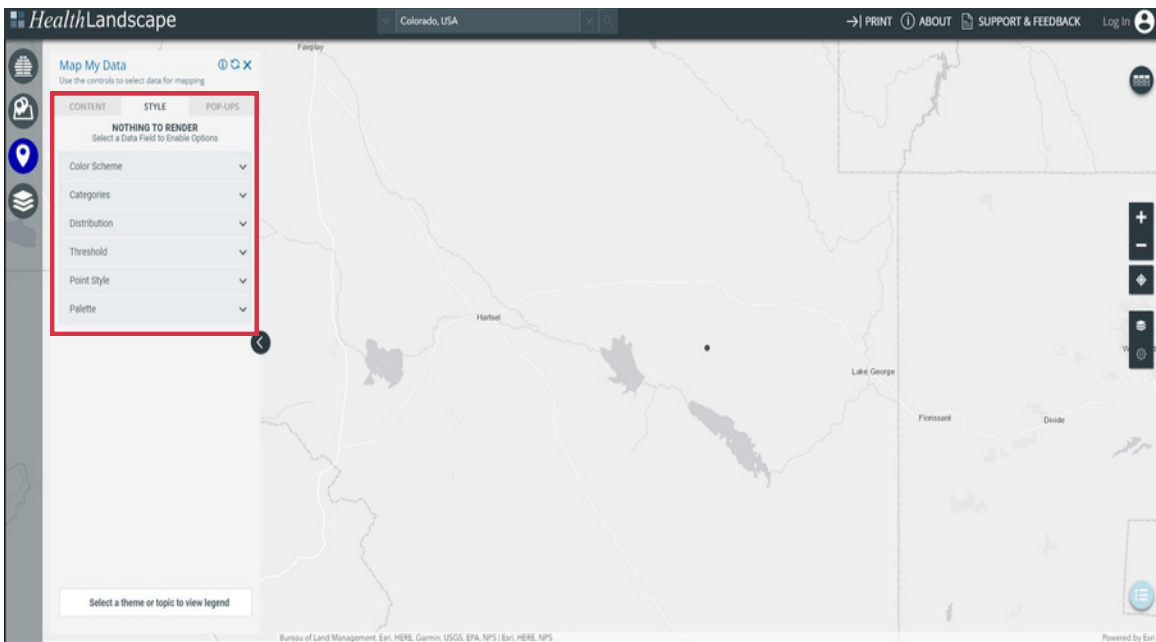 HealthLandscape
Colorado, USA
PRINT
ABOUT
SUPPORT & FEEDBACK
Log In
Map My Data
Use the controls to select data for mapping
CONTENT STYLE POP-UPS
NOTHING TO RENDER
Select a Data Field to Enable Options
Color Scheme
Categories
Distribution
Threshold
Point Style
Palette
Select a theme or topic to view legend
Fairplay
Hartsel
Lake George
Florissant
Divide
Bureau of Land Management, Esri, HERE, Garmin, USGS, EPA, NPS | Esri, HERE, NPS
Powered by Esri